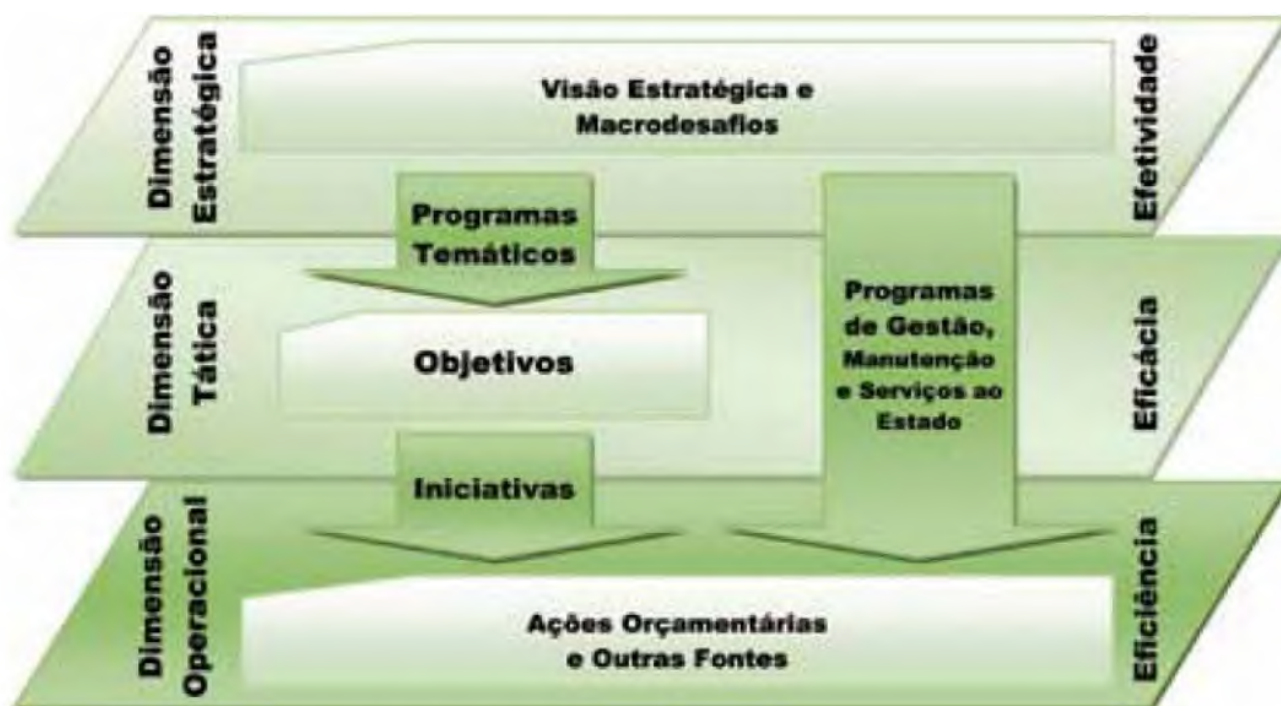 Dimensão
Estratégica
Visão Estratégica e
Macrodesafios
Efetividade
Programas
Temáticos
Dimensão
Tática
Objetivos
Programas
de Gestão,
Manutenção
e Serviços ao
Estado
Eficácia
Iniciativas
Dimensão
Operacional
Ações Orçamentárias
e Outras Fontes
Eficiência